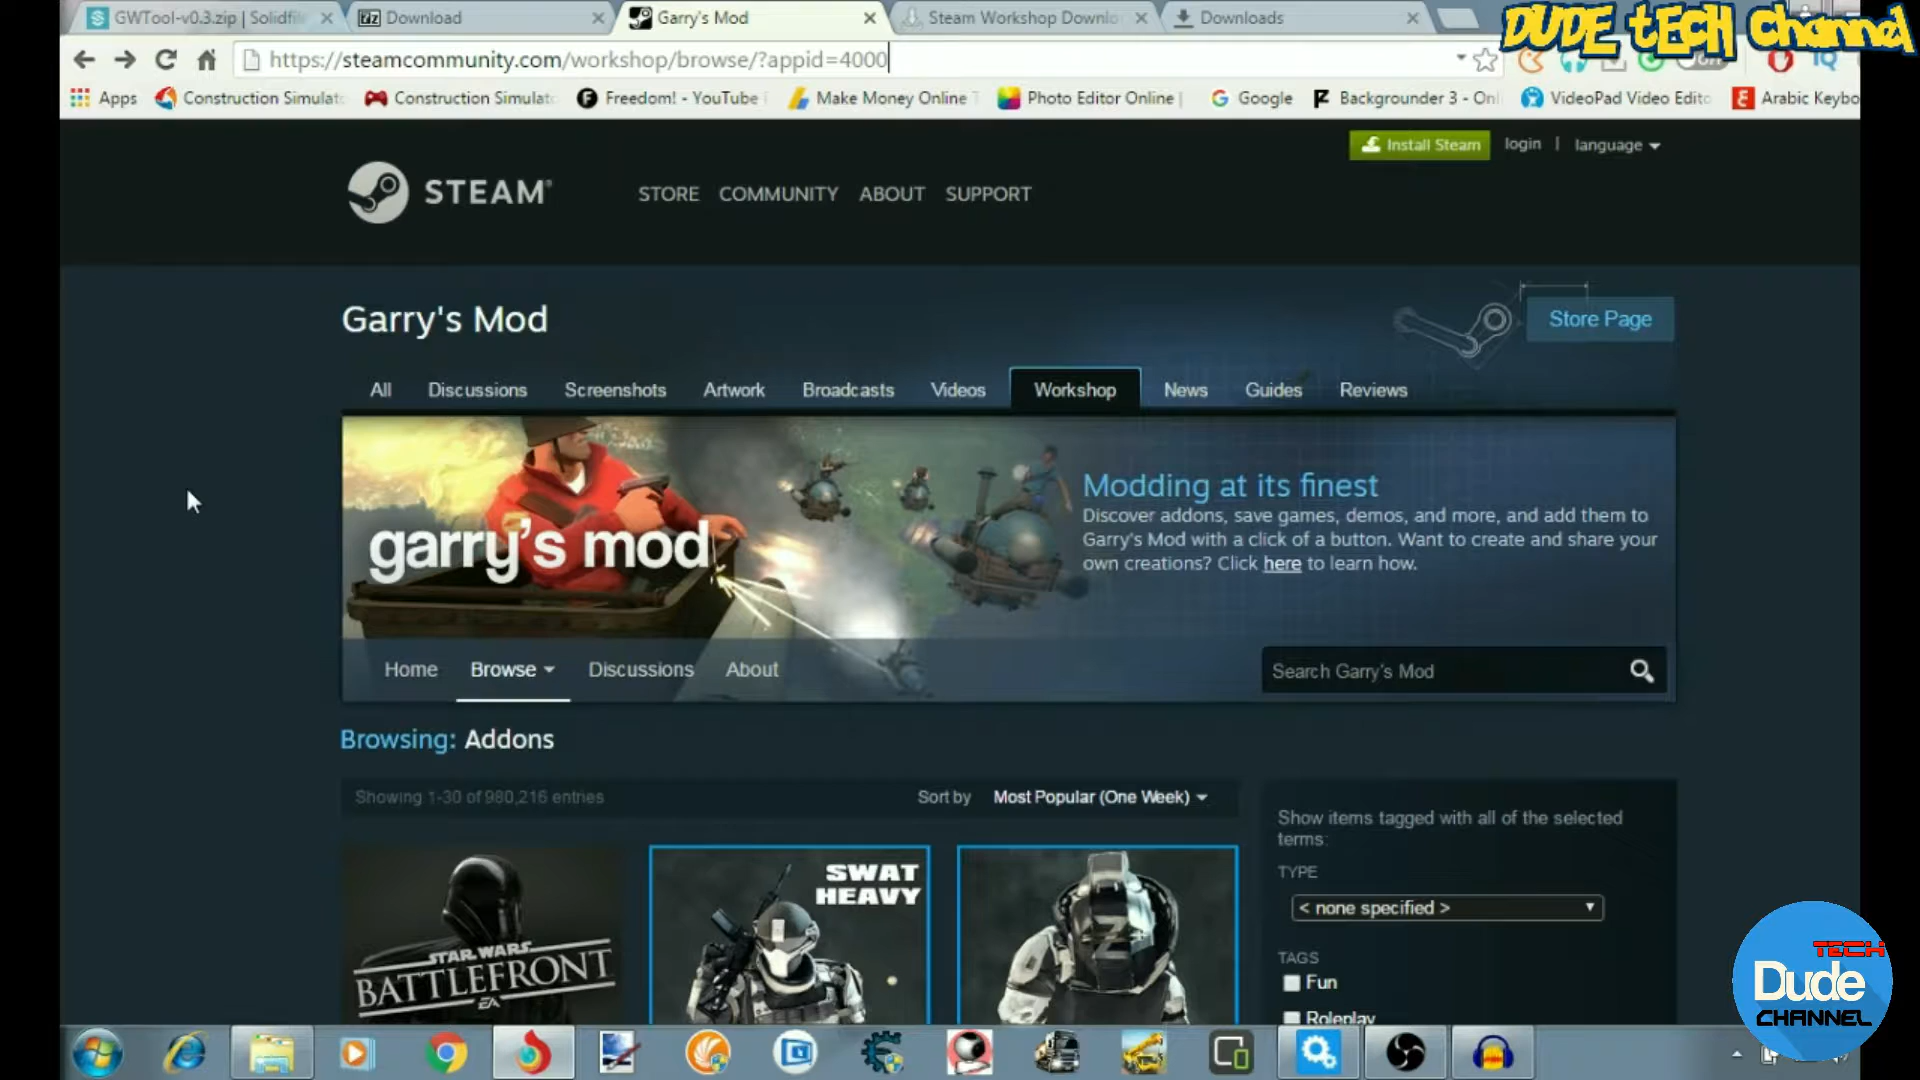 GWTool-v0.3.zip | Solidfil
Download
Garry's Mod
Steam Workshop Downlo
Downloads
DUDE tECH Channel
https://steamcommunity.com/workshop/browse/?appid=4000
Apps
Construction Simulat
Construction Simulat
Freedom! - YouTube
Make Money Online
Photo Editor Online |
Google
Backgrounder 3 - Onl
VideoPad Video Edito
Arabic Keybo
Install Steam
login
|
language
STEAM
STORE
COMMUNITY
ABOUT
SUPPORT
Garry's Mod
Store Page
All
Discussions
Screenshots
Artwork
Broadcasts
Videos
Workshop
News
Guides
Reviews
garry's mod
Modding at its finest
Discover addons, save games, demos, and more, and add them to
Garry's Mod with a click of a button. Want to create and share your
own creations? Click here to learn how.
Home
Browse
Discussions
About
Search Garry's Mod
Browsing: Addons
Showing 1-30 of 980,216 entries
Sort by
Most Popular (One Week)
Show items tagged with all of the selected
terms:
TYPE
< none specified >
TAGS
Fun
Roleplay
STAR WARS
BATTLEFRONT
EA
SWAT
HEAVY
Z
TECH
Dude
CHANNEL